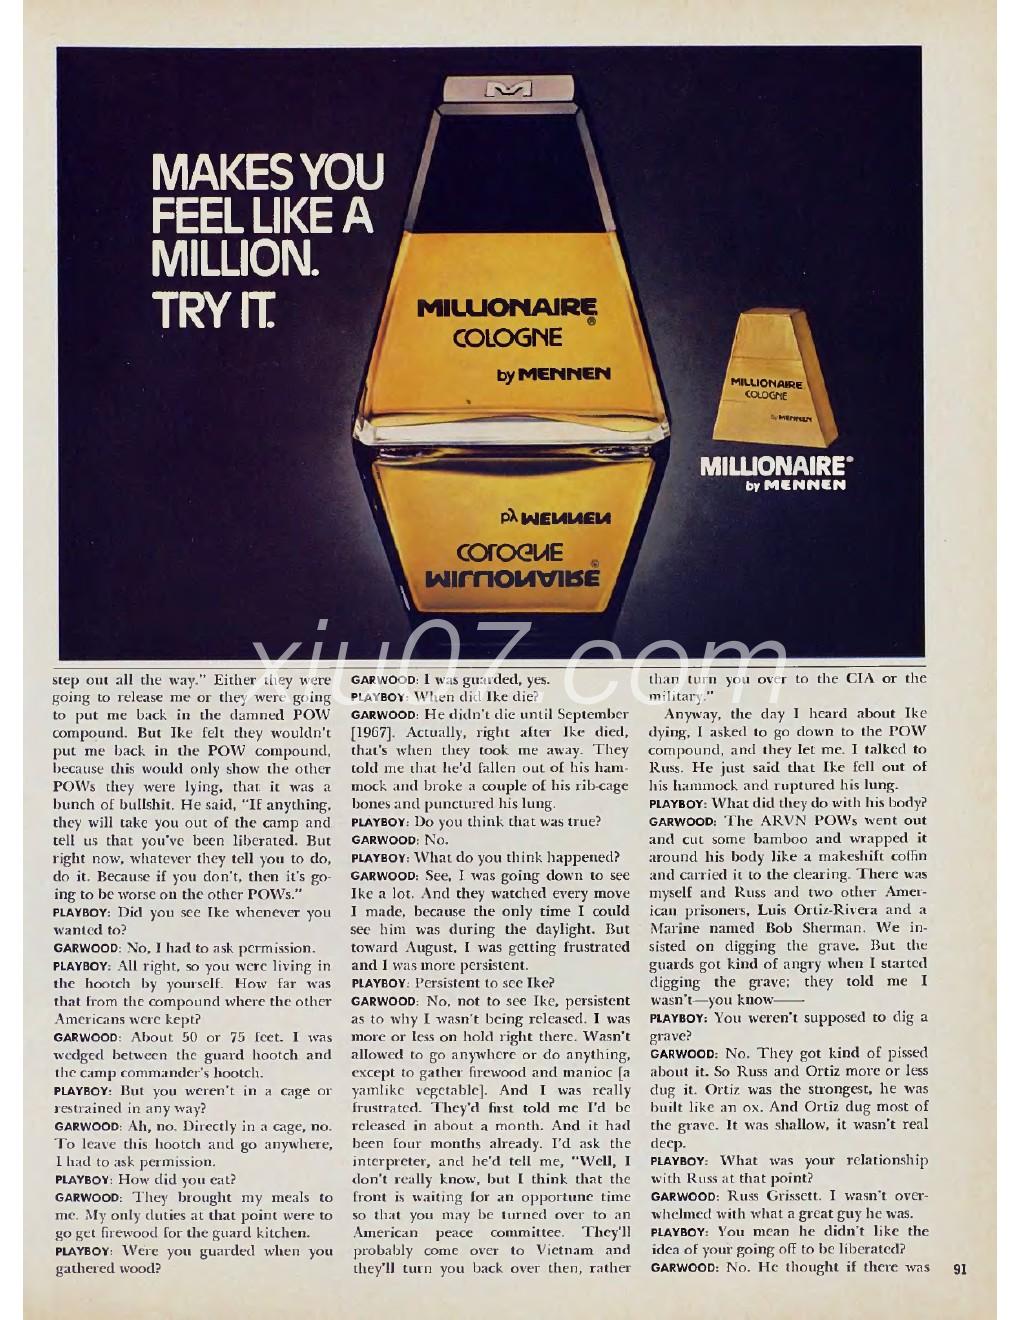 M
MAKES YOU
FEEL LIKE A
MILLION.
TRY IT.
MILLIONAIRE®
COLOGNE
by MENNEN
MILLIONAIRE
COLOGNE
by MENNEN
MILLIONAIRE®
by MENNEN
by MENNEN
COLOGNE
MILLIONAIRE®
xiu07.com
step out all the way." Either they were
going to release me or they were going
to put me back in the damned POW
compound. But Ike felt they wouldn't
put me back in the POW compound,
because this would only show the other
POWs they were lying, that it was a
bunch of bullshit. He said, "If anything,
they will take you out of the camp and
tell us that you've been liberated. But
right now, whatever they tell you to do,
do it. Because if you don't, then it's go-
ing to be worse on the other POWs."
PLAYBOY: Did you see Ike whenever you
wanted to?
GARWOOD: No, I had to ask permission.
PLAYBOY: All right, so you were living in
the hootch by yourself. How far was
that from the compound where the other
Americans were kept?
GARWOOD: About 50 or 75 feet. I was
wedged between the guard hootch and
the camp commander's hootch.
PLAYBOY: But you weren't in a cage or
restrained in any way?
GARWOOD: Ah, no. Directly in a cage, no.
To leave this hootch and go anywhere,
I had to ask permission.
PLAYBOY: How did you eat?
GARWOOD: They brought my meals to
me. My only duties at that point were to
go get firewood for the guard kitchen.
PLAYBOY: Were you guarded when you
gathered wood?
GARWOOD: I was guarded, yes.
PLAYBOY: When did Ike die?
GARWOOD: He didn't die until September
[1967]. Actually, right after Ike died,
that's when they took me away. They
told me that he'd fallen out of his ham-
mock and broke a couple of his rib-cage
bones and punctured his lung.
PLAYBOY: Do you think that was true?
GARWOOD: No.
PLAYBOY: What do you think happened?
GARWOOD: See, I was going down to see
Ike a lot. And they watched every move
I made, because the only time I could
see him was during the daylight. But
toward August, I was getting frustrated
and I was more persistent.
PLAYBOY: Persistent to see Ike?
GARWOOD: No, not to see Ike, persistent
as to why I wasn't being released. I was
more or less on hold right there. Wasn't
allowed to go anywhere or do anything,
except to gather firewood and manioc [a
yamlike vegetable]. And I was really
frustrated. They'd first told me I'd be
released in about a month. And it had
been four months already. I'd ask the
interpreter, and he'd tell me, "Well, I
don't really know, but I think that the
front is waiting for an opportune time
so that you may be turned over to an
American peace committee. They'll
probably come over to Vietnam and
they'll turn you back over then, rather
than turn you over to the CIA or the
military."
Anyway, the day I heard about Ike
dying, I asked to go down to the POW
compound, and they let me. I talked to
Russ. He just said that Ike fell out of
his hammock and ruptured his lung.
PLAYBOY: What did they do with his body?
GARWOOD: The ARVN POWs went out
and cut some bamboo and wrapped it
around his body like a makeshift coffin
and carried it to the clearing. There was
myself and Russ and two other Amer-
ican prisoners, Luis Ortiz-Rivera and a
Marine named Bob Sherman. We in-
sisted on digging the grave. But the
guards got kind of angry when I started
digging the grave; they told me I
wasn't—you know——
PLAYBOY: You weren't supposed to dig a
grave?
GARWOOD: No. They got kind of pissed
about it. So Russ and Ortiz more or less
dug it. Ortiz was the strongest, he was
built like an ox. And Ortiz dug most of
the grave. It was shallow, it wasn't real
deep.
PLAYBOY: What was your relationship
with Russ at that point?
GARWOOD: Russ Grissett. I wasn't over-
whelmed with what a great guy he was.
PLAYBOY: You mean he didn't like the
idea of your going off to be liberated?
GARWOOD: No. He thought if there was
91